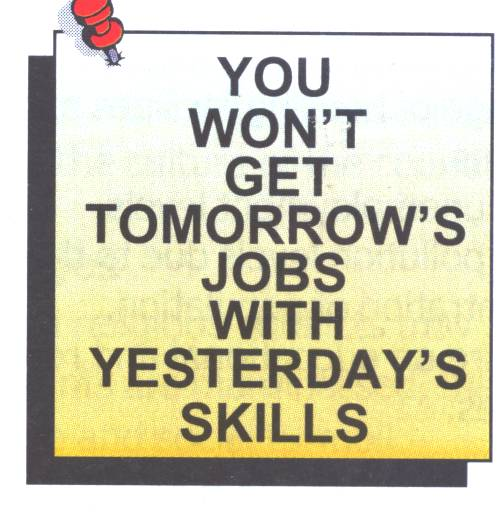 YOU
WON'T
GET
TOMORROW'S
JOBS
WITH
YESTERDAY'S
SKILLS